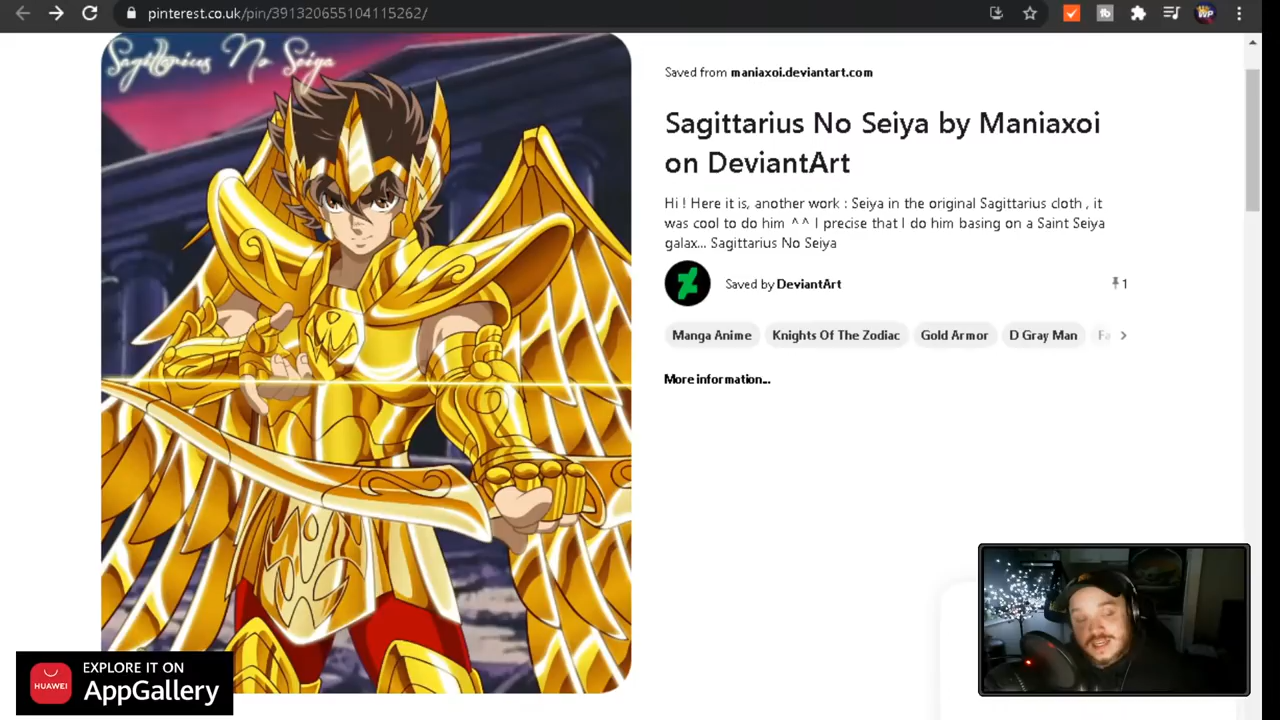 pinterest.co.uk/pin/391320655104115262/
Sagittarius No Seiya
Saved from maniaxoi.deviantart.com
Sagittarius No Seiya by Maniaxoi
on DeviantArt
Hi ! Here it is, another work : Seiya in the original Sagittarius cloth , it
was cool to do him ^^ I precise that I do him basing on a Saint Seiya
galax... Sagittarius No Seiya
Saved by DeviantArt
1
Manga Anime Knights Of The Zodiac Gold Armor D Gray Man
More information...
HUAWEI
EXPLORE IT ON
AppGallery